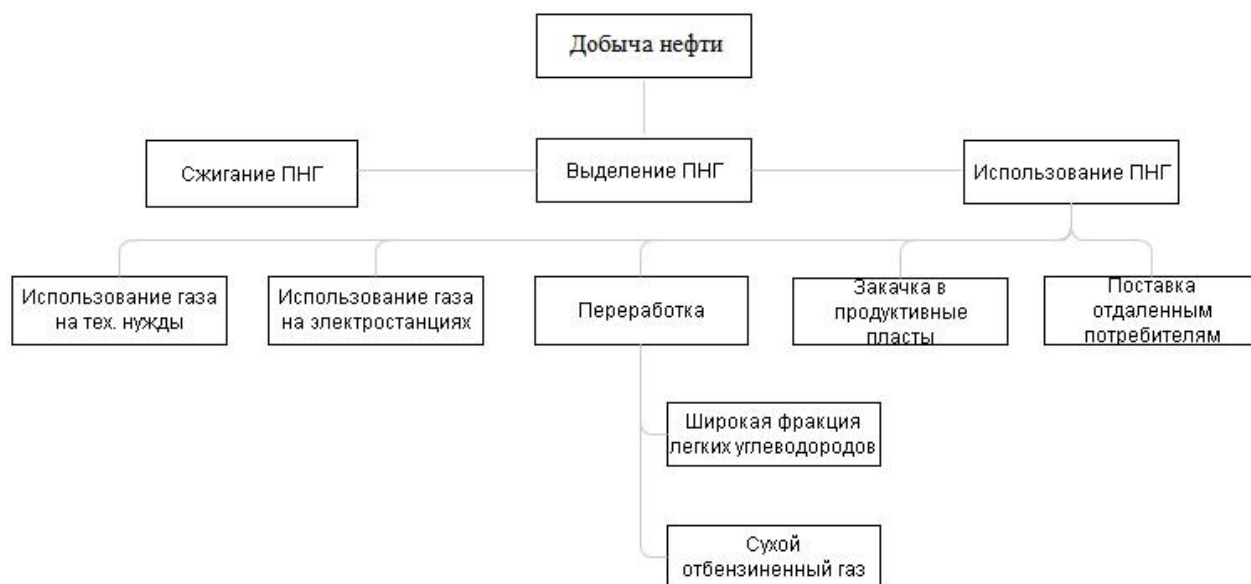 Добыча нефти
Сжигание ПНГ
Выделение ПНГ
Использование ПНГ
Использование газа
на тех. нужды
Использование газа
на электростанциях
Переработка
Закачка в
продуктивные
пласты
Поставка
отдаленным
потребителям
Широкая фракция
легких углеводородов
Сухой
отбензиненный газ